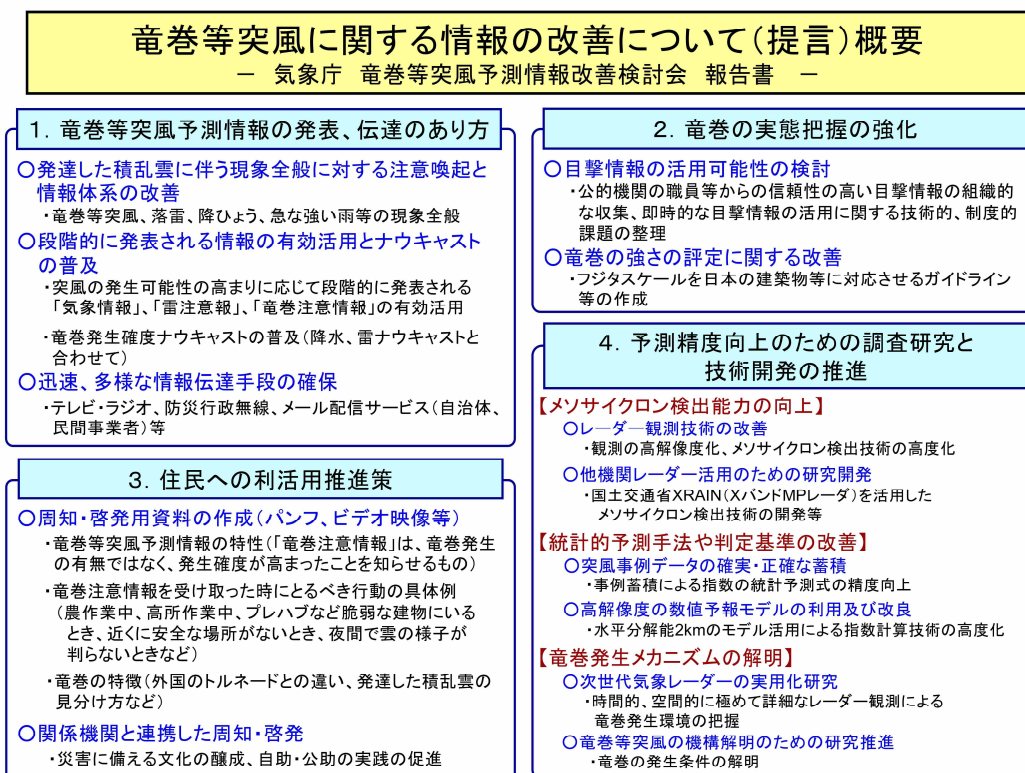 竜巻等突風に関する情報の改善について（提言）概要
－　気象庁　竜巻等突風予測情報改善検討会　報告書　－
１．竜巻等突風予測情報の発表、伝達のあり方
○発達した積乱雲に伴う現象全般に対する注意喚起と
情報体系の改善
・竜巻等突風、落雷、降ひょう、急な強い雨等の現象全般
○段階的に発表される情報の有効活用とナウキャスト
の普及
・突風の発生可能性の高まりに応じて段階的に発表される
「気象情報」、「雷注意報」、「竜巻注意情報」の有効活用
・竜巻発生確度ナウキャストの普及（降水、雷ナウキャストと
合わせて）
○迅速、多様な情報伝達手段の確保
・テレビ・ラジオ、防災行政無線、メール配信サービス（自治体、
民間事業者）等
２．竜巻の実態把握の強化
○目撃情報の活用可能性の検討
・公的機関の職員等からの信頼性の高い目撃情報の組織的
な収集、即時的な目撃情報の活用に関する技術的、制度的
課題の整理
○竜巻の強さの評定に関する改善
・フジタスケールを日本の建築物等に対応させるガイドライン
等の作成
３．住民への利活用推進策
○周知・啓発用資料の作成（パンフ、ビデオ映像等）
・竜巻等突風予測情報の特性（「竜巻注意情報」は、竜巻発生
の有無ではなく、発生確度が高まったことを知らせるもの）
・竜巻注意情報を受け取った時にとるべき行動の具体例
（農作業中、高所作業中、プレハブなど脆弱な建物にいる
とき、近くに安全な場所がないとき、夜間で雲の様子が
判らないときなど）
・竜巻の特徴（外国のトルネードとの違い、発達した積乱雲の
見分け方など）
○関係機関と連携した周知・啓発
・災害に備える文化の醸成、自助・公助の実践の促進
４．予測精度向上のための調査研究と
技術開発の推進
【メソサイクロン検出能力の向上】
○レーダー観測技術の改善
・観測の高解像度化、メソサイクロン検出技術の高度化
○他機関レーダー活用のための研究開発
・国土交通省XRAIN（XバンドMPレーダ）を活用した
メソサイクロン検出技術の開発等
【統計的予測手法や判定基準の改善】
○突風事例データの確実・正確な蓄積
・事例蓄積による指数の統計予測式の精度向上
○高解像度の数値予報モデルの利用及び改良
・水平分解能2kmのモデル活用による指数計算技術の高度化
【竜巻発生メカニズムの解明】
○次世代気象レーダーの実用化研究
・時間的、空間的に極めて詳細なレーダー観測による
竜巻発生環境の把握
○竜巻等突風の機構解明のための研究推進
・竜巻の発生条件の解明